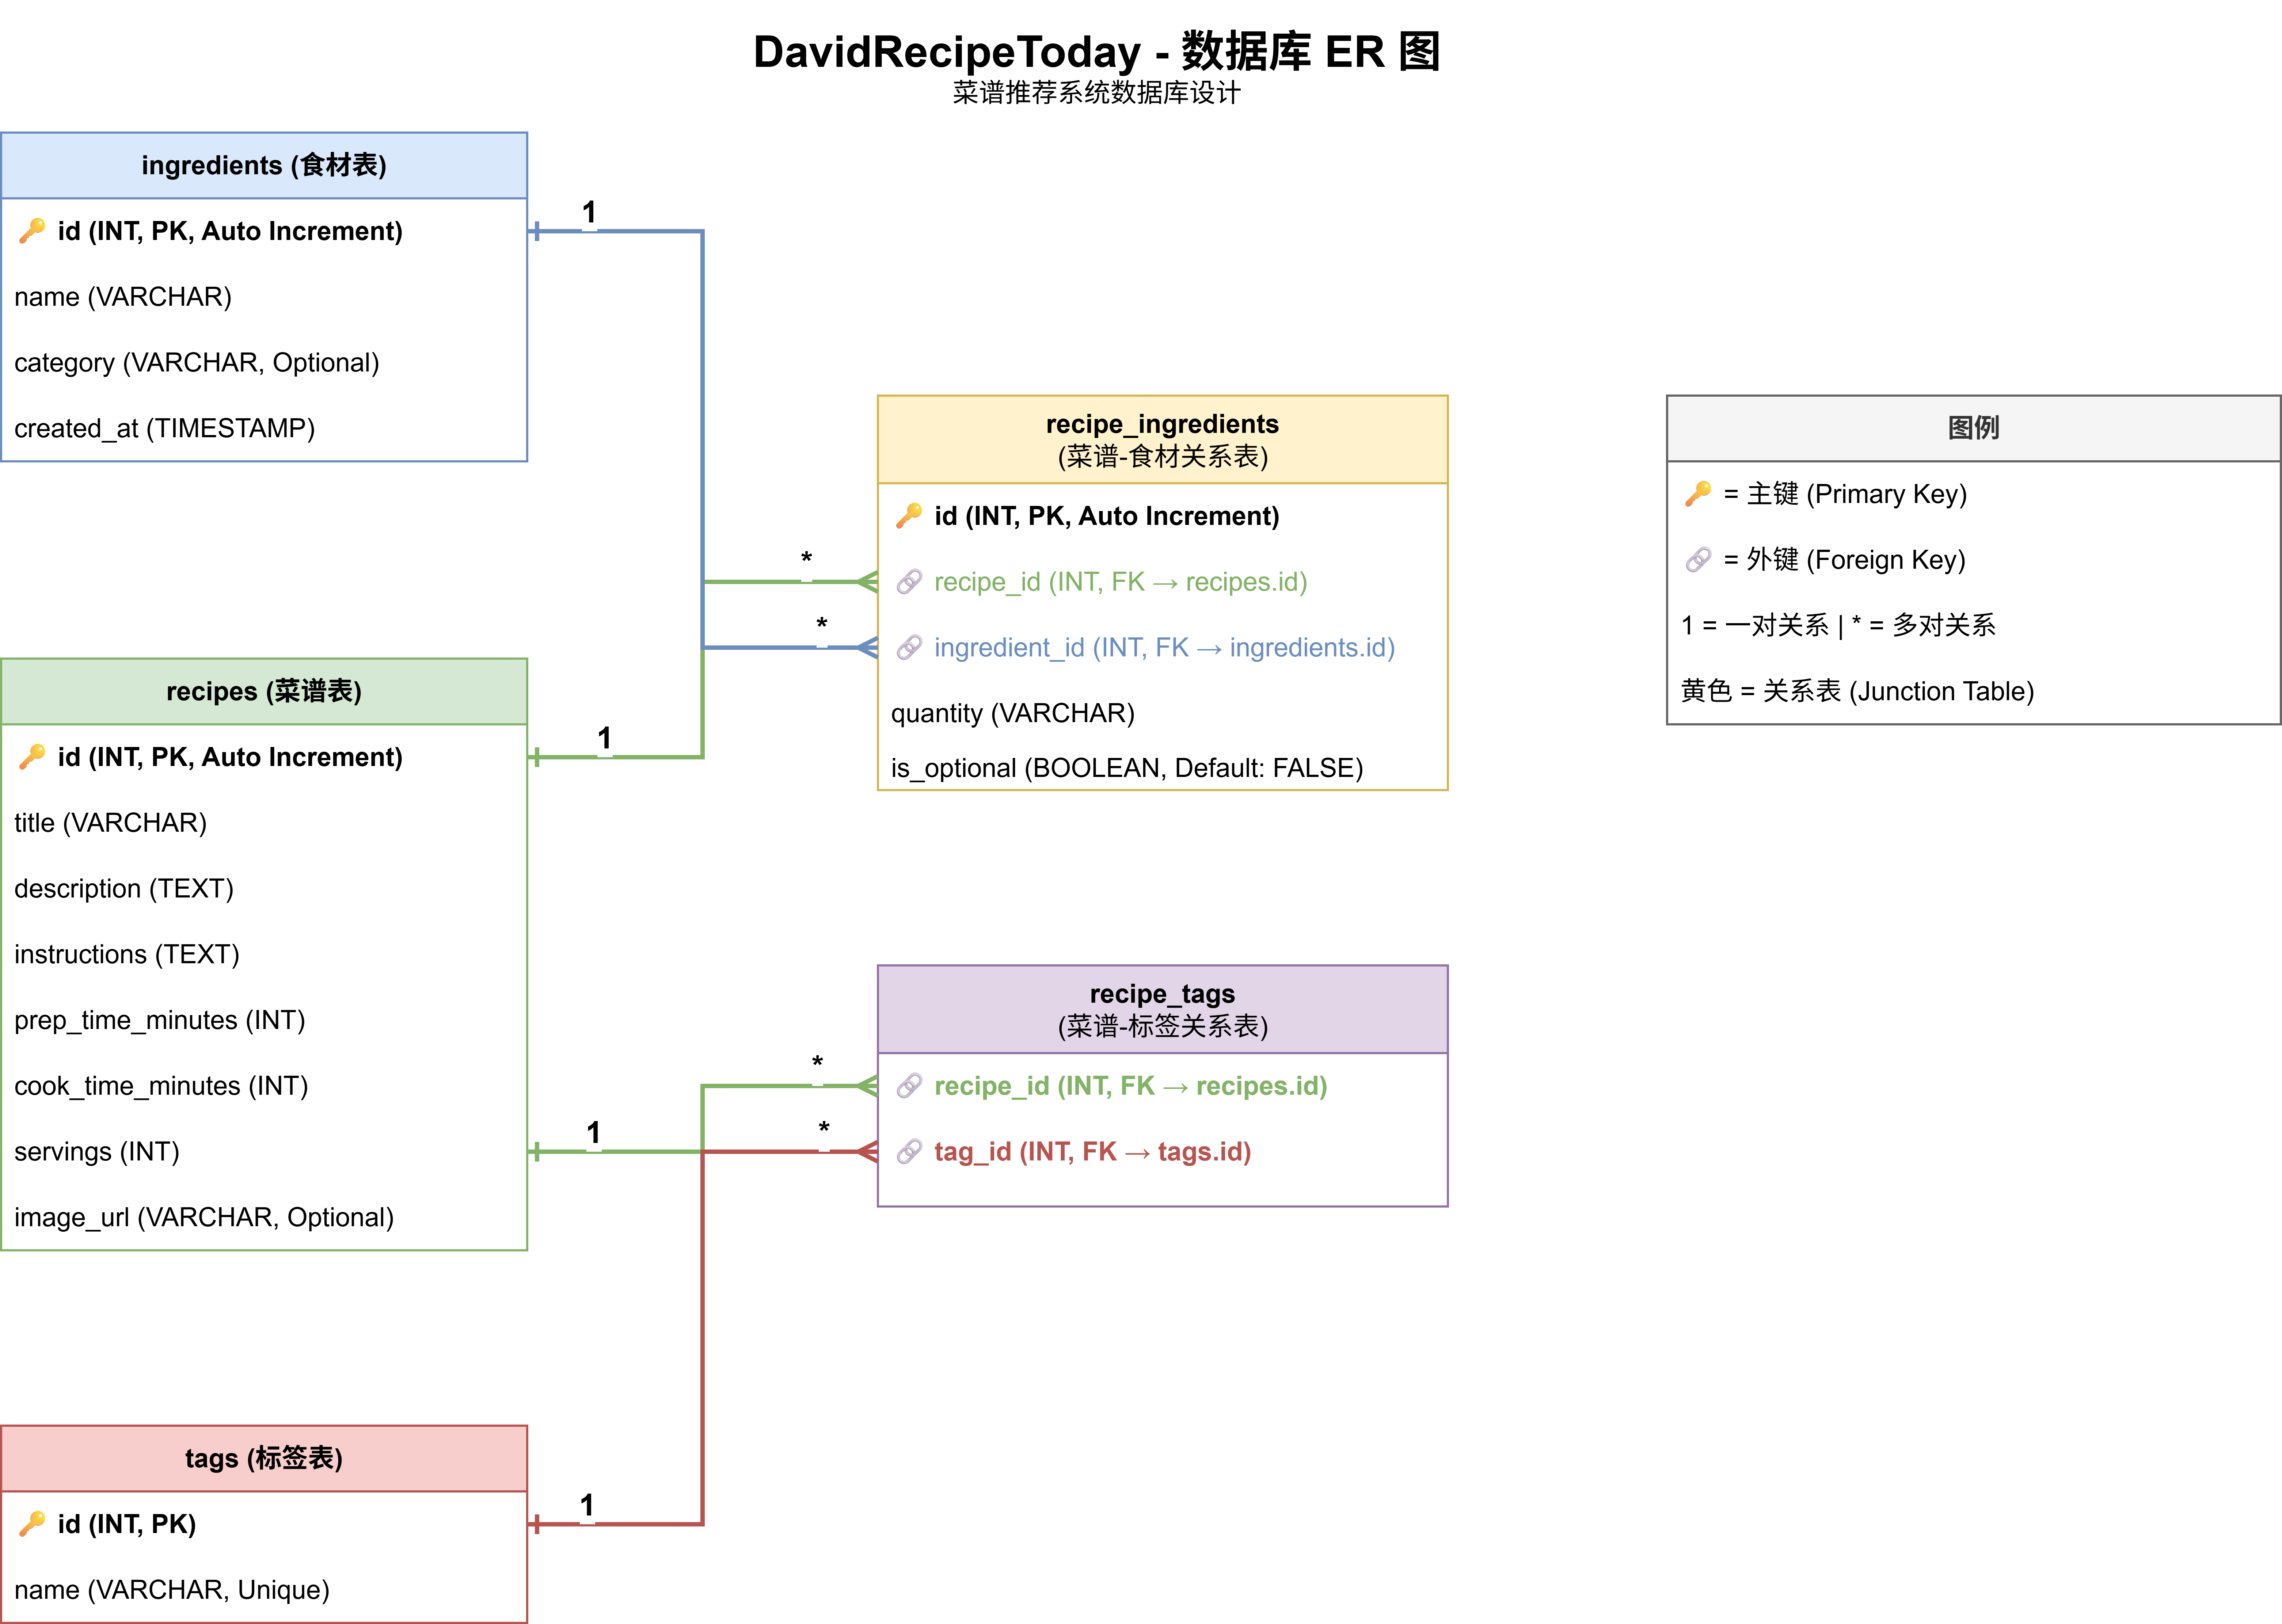 DavidRecipeToday - 数据库 ER 图
菜谱推荐系统数据库设计
ingredients (食材表)
🔑 id (INT, PK, Auto Increment)
name (VARCHAR)
category (VARCHAR, Optional)
created_at (TIMESTAMP)
1
recipes (菜谱表)
🔑 id (INT, PK, Auto Increment)
title (VARCHAR)
description (TEXT)
instructions (TEXT)
prep_time_minutes (INT)
cook_time_minutes (INT)
servings (INT)
image_url (VARCHAR, Optional)
1
1
tags (标签表)
🔑 id (INT, PK)
name (VARCHAR, Unique)
1
recipe_ingredients
(菜谱-食材关系表)
🔑 id (INT, PK, Auto Increment)
🔗 recipe_id (INT, FK → recipes.id)
🔗 ingredient_id (INT, FK → ingredients.id)
quantity (VARCHAR)
is_optional (BOOLEAN, Default: FALSE)
*
*
recipe_tags
(菜谱-标签关系表)
🔗 recipe_id (INT, FK → recipes.id)
🔗 tag_id (INT, FK → tags.id)
*
*
图例
🔑 = 主键 (Primary Key)
🔗 = 外键 (Foreign Key)
1 = 一对关系 | * = 多对关系
黄色 = 关系表 (Junction Table)